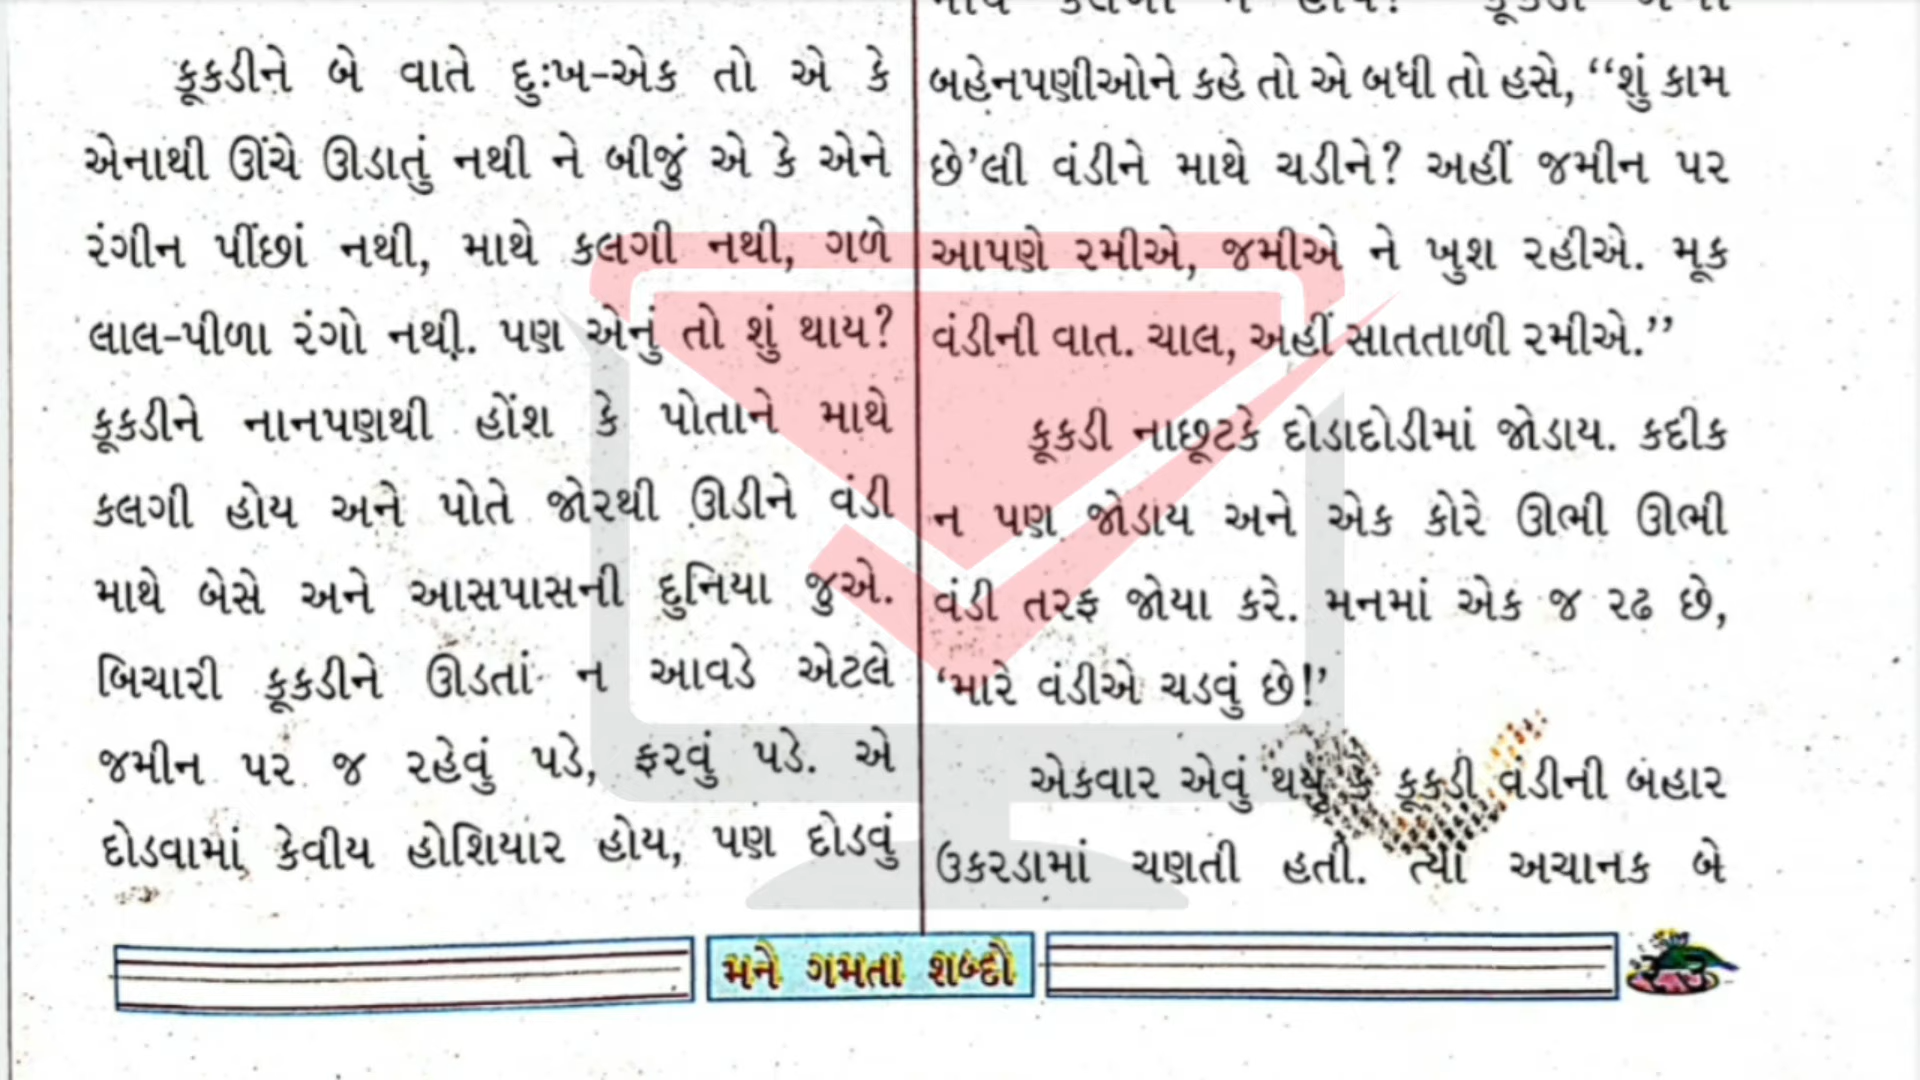 કૂકડીને બે વાતે દુઃખ-એક તો એ કે
એનાથી ઊંચે ઊડાતું નથી ને બીજું એ કે એને
રંગીન પીંછાં નથી, માથે કલગી નથી, ગળે
લાલ-પીળા રંગો નથી. પણ એનું તો શું થાય?
કૂકડીને નાનપણથી હોંશ કે પોતાને માથે
કલગી હોય અને પોતે જોરથી ઊડીને વંડી
માથે બેસે અને આસપાસની દુનિયા જુએ.
બિચારી કૂકડીને ઊડતાં ન આવડે એટલે
જમીન પર જ રહેવું પડે, ફરવું પડે. એ
દોડવામાં કેવીય હોશિયાર હોય, પણ દોડવું
બહેનપણીઓને કહે તો એ બધી તો હસે, “શું કામ
છે’લી વંડીને માથે ચડીને? અહીં જમીન પર
આપણે રમીએ, જમીએ ને ખુશ રહીએ. મૂક
વંડીની વાત. ચાલ, અહીં સાતતાળી રમીએ.”
કૂકડી નાછૂટકે દોડાદોડીમાં જોડાય. કદીક
ન પણ જોડાય અને એક કોરે ઊભી ઊભી
વંડી તરફ જોયા કરે. મનમાં એક જ રઢ છે,
‘મારે વંડીએ ચડવું છે!’
એકવાર એવું થયું કે કૂકડી વંડીની બહાર
ઉકરડામાં ચણતી હતી. ત્યાં અચાનક બે
મને ગમતા શબ્દો